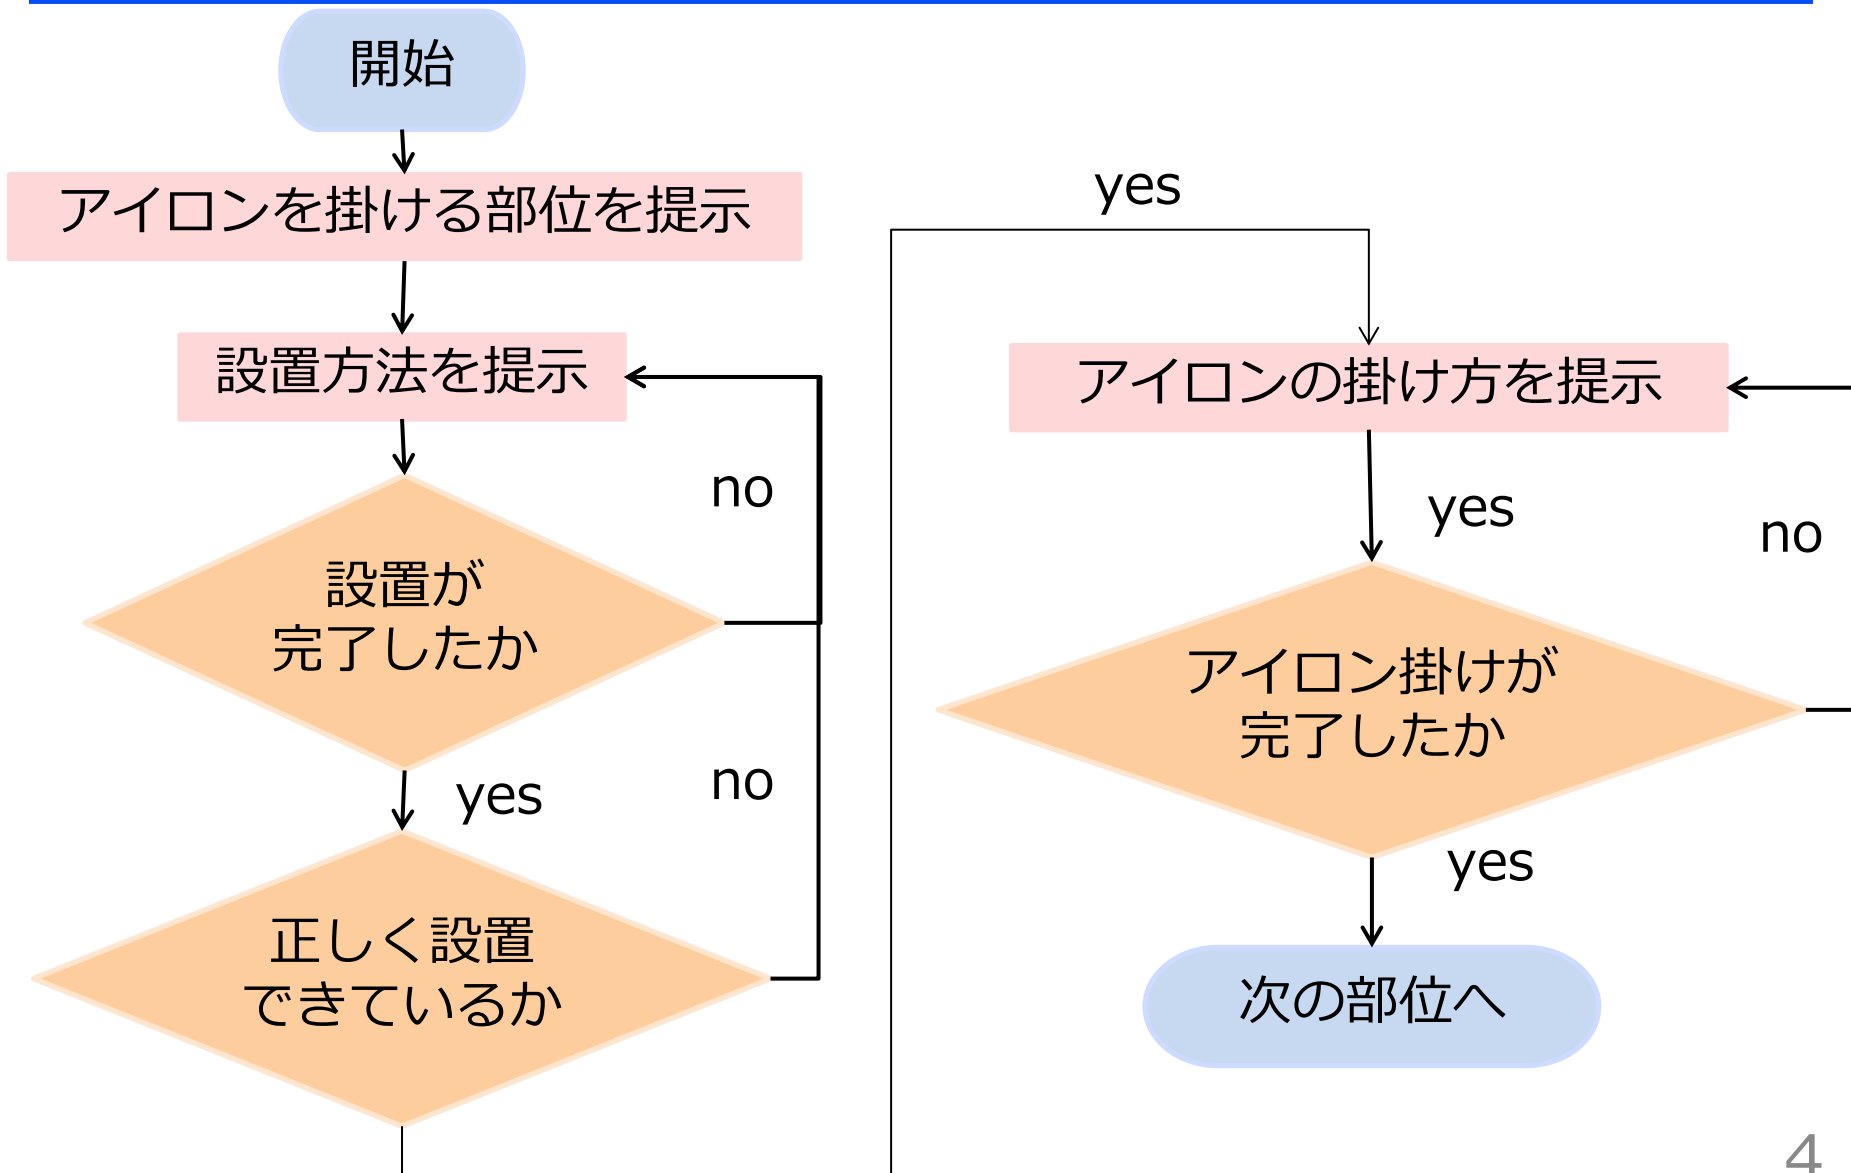 開始
アイロンを掛ける部位を提示
設置方法を提示
no
設置が
完了したか
yes
no
正しく設置
できているか
yes
アイロンの掛け方を提示
yes
no
アイロン掛けが
完了したか
yes
次の部位へ
4